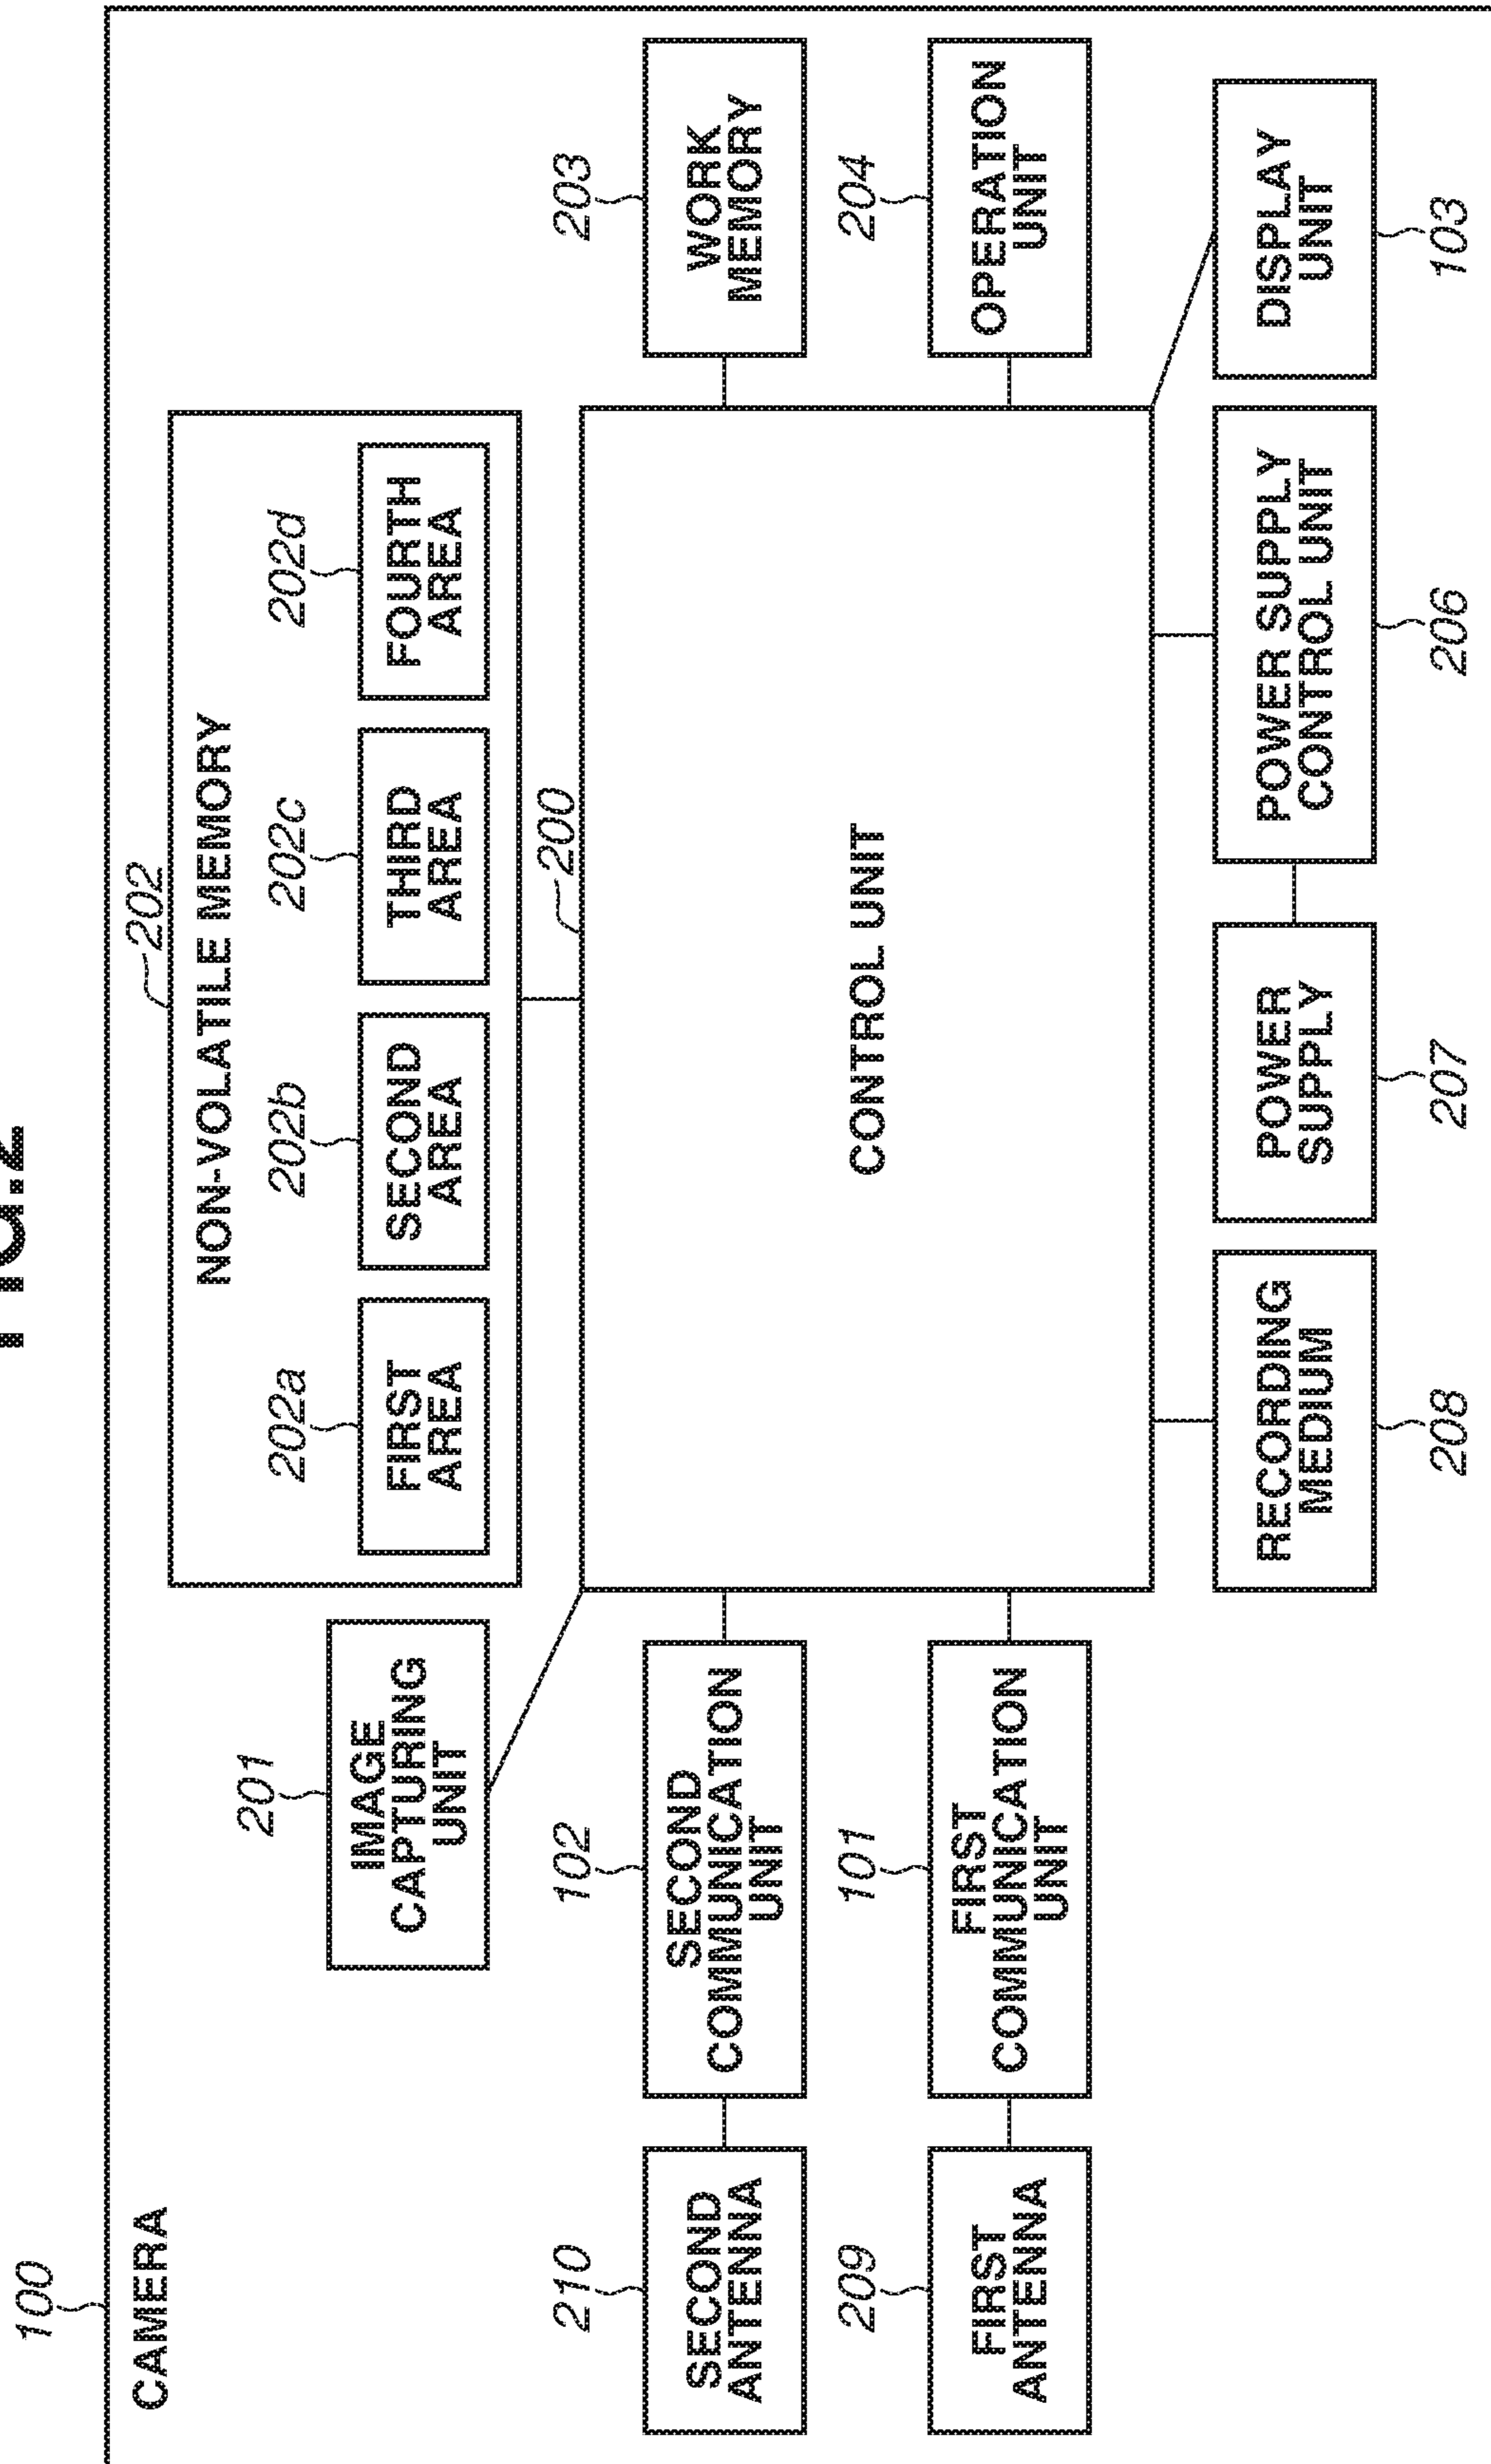 100
CAMERA
202
NON-VOLATILE MEMORY
202a
202b
202c
202d
FIRST
AREA
SECOND
AREA
THIRD
AREA
FOURTH
AREA
201
IMAGE
CAPTURING
UNIT
200
CONTROL UNIT
210
SECOND
ANTENNA
102
SECOND
COMMUNICATION
UNIT
203
WORK
MEMORY
209
FIRST
ANTENNA
101
FIRST
COMMUNICATION
UNIT
204
OPERATION
UNIT
RECORDING
MEDIUM
208
POWER
SUPPLY
207
POWER SUPPLY
CONTROL UNIT
206
DISPLAY
UNIT
103